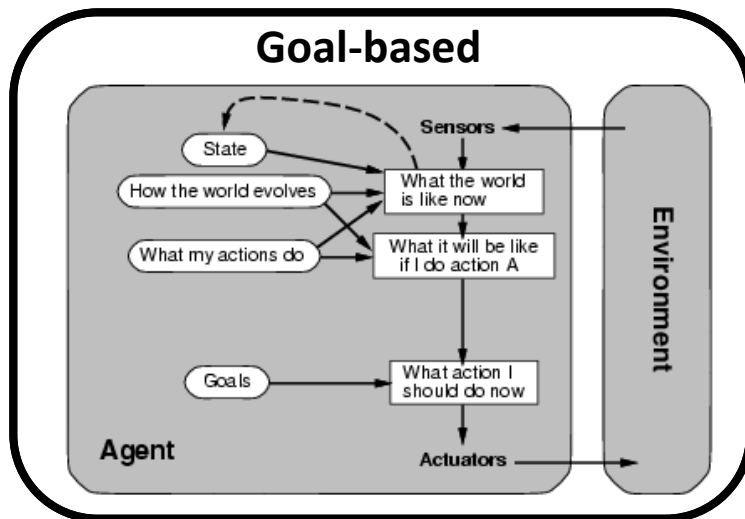 Goal-based
Sensors
State
What the world
is like now
How the world evolves
What it will be like
if I do action A
What my actions do
Environment
What action I
should do now
Goals
Agent
Actuators